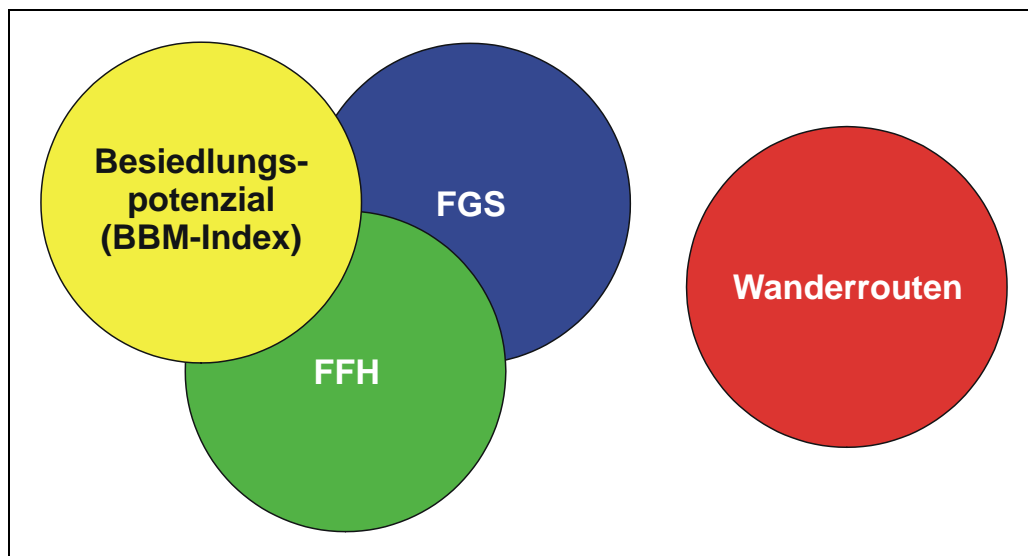 Besiedlungs-
potenzial
(BBM-Index)
FGS
FFH
Wanderrouten